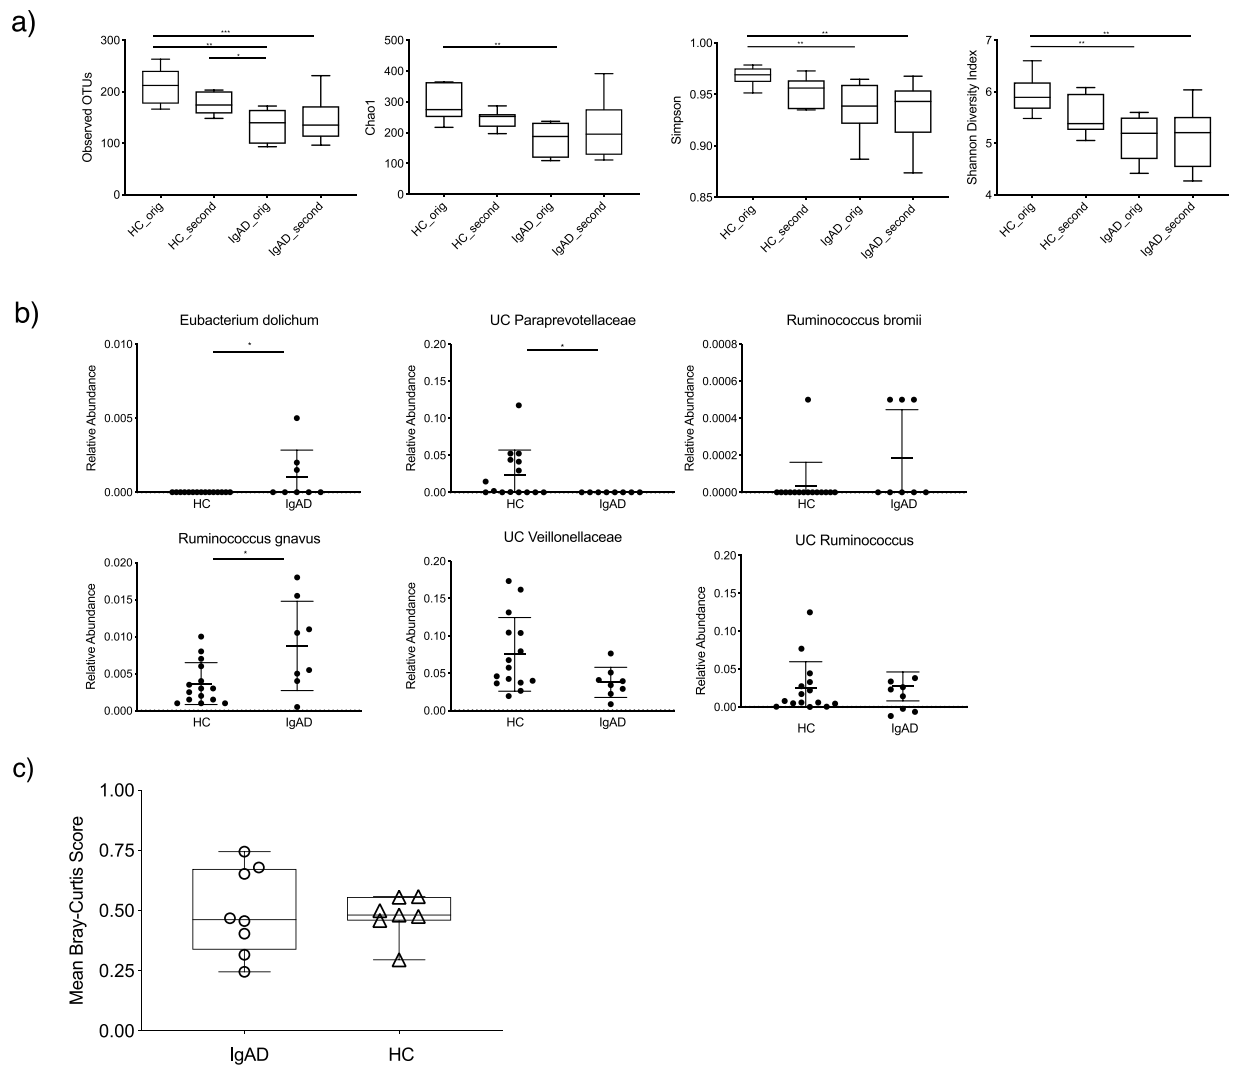 a)
***
**
*
300
200
100
0
Observed OTUs
HC_orig
HC_second
IgAD_orig
IgAD_second
**
500
400
300
200
100
0
Chao1
HC_orig
HC_second
IgAD_orig
IgAD_second
**
**
1.00
0.95
0.90
0.85
Simpson
HC_orig
HC_second
IgAD_orig
IgAD_second
**
**
7
6
5
4
Shannon Diversity Index
HC_orig
HC_second
IgAD_orig
IgAD_second
b)
Eubacterium dolichum
*
0.010
0.005
0.000
Relative Abundance
HC IgAD
UC Paraprevotellaceae
*
0.20
0.15
0.10
0.05
0.00
Relative Abundance
HC IgAD
Ruminococcus bromii
0.0008
0.0006
0.0004
0.0002
0.0000
Relative Abundance
HC IgAD
Ruminococcus gnavus
*
0.020
0.015
0.010
0.005
0.000
Relative Abundance
HC IgAD
UC Veillonellaceae
0.20
0.15
0.10
0.05
0.00
Relative Abundance
HC IgAD
UC Ruminococcus
0.20
0.15
0.10
0.05
0.00
Relative Abundance
HC IgAD
c)
1.00
0.75
0.50
0.25
0.00
Mean Bray-Curtis Score
IgAD HC